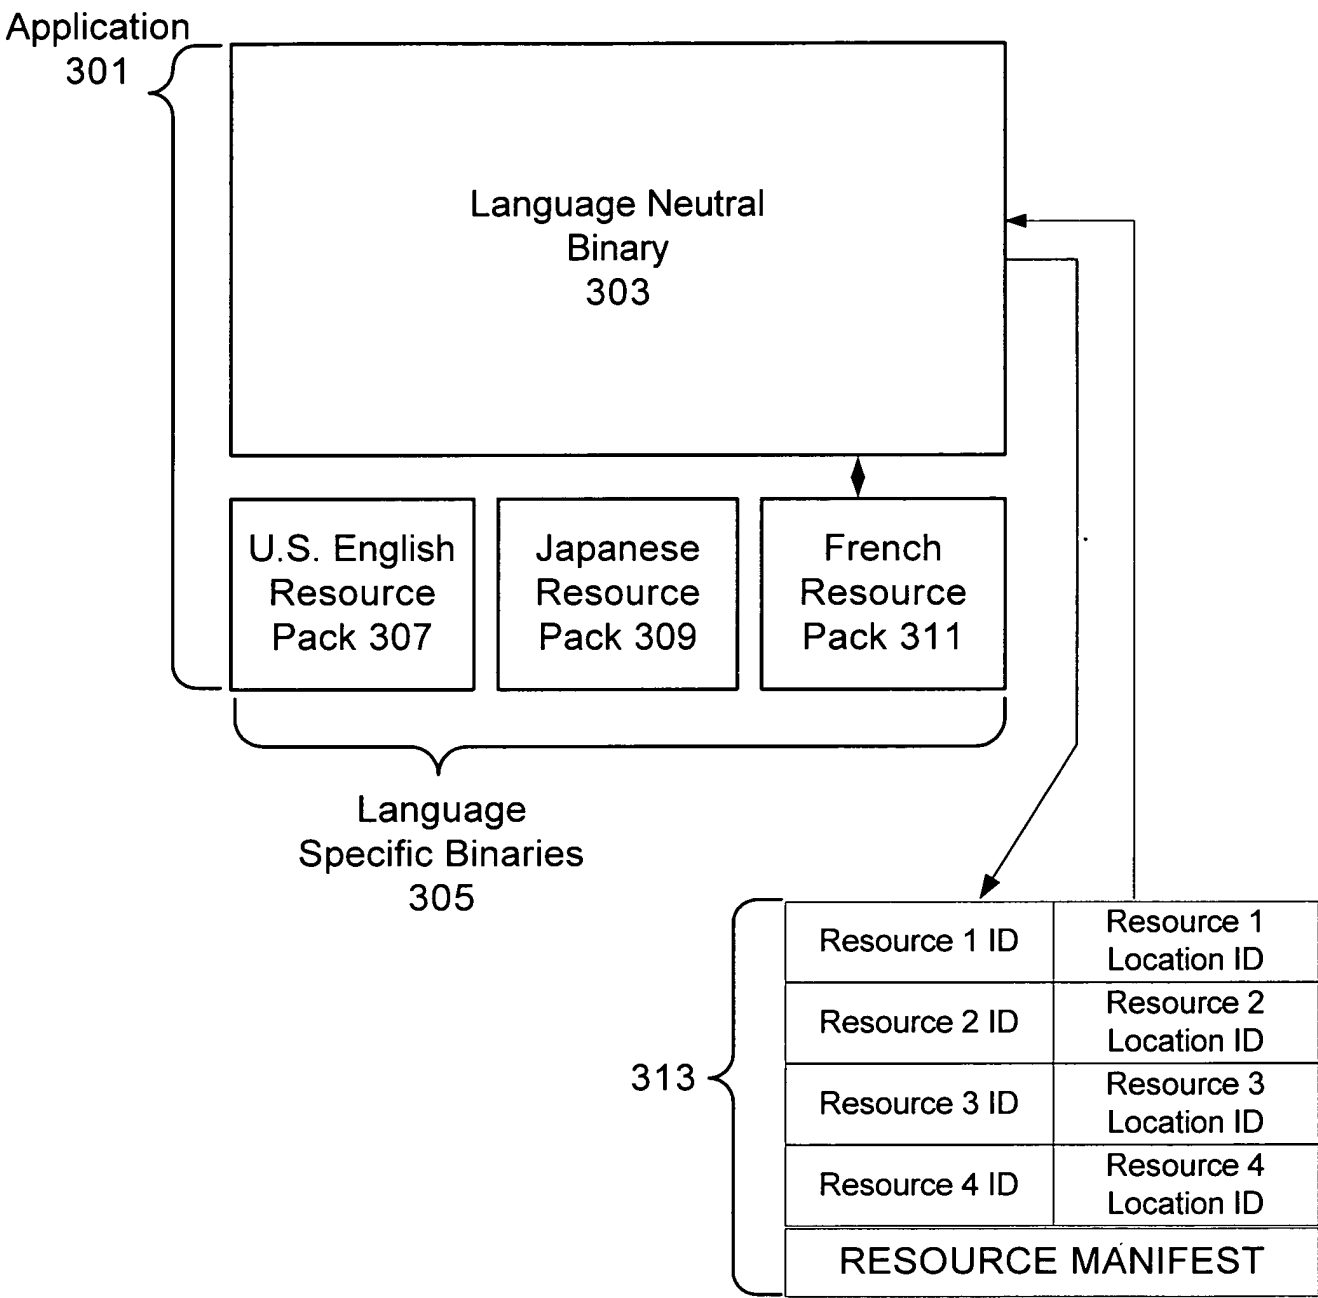 Application
301
Language Neutral
Binary
303
U.S. English
Resource
Pack 307
Japanese
Resource
Pack 309
French
Resource
Pack 311
Language
Specific Binaries
305
313
Resource 1 ID
Resource 1
Location ID
Resource 2 ID
Resource 2
Location ID
Resource 3 ID
Resource 3
Location ID
Resource 4 ID
Resource 4
Location ID
RESOURCE MANIFEST